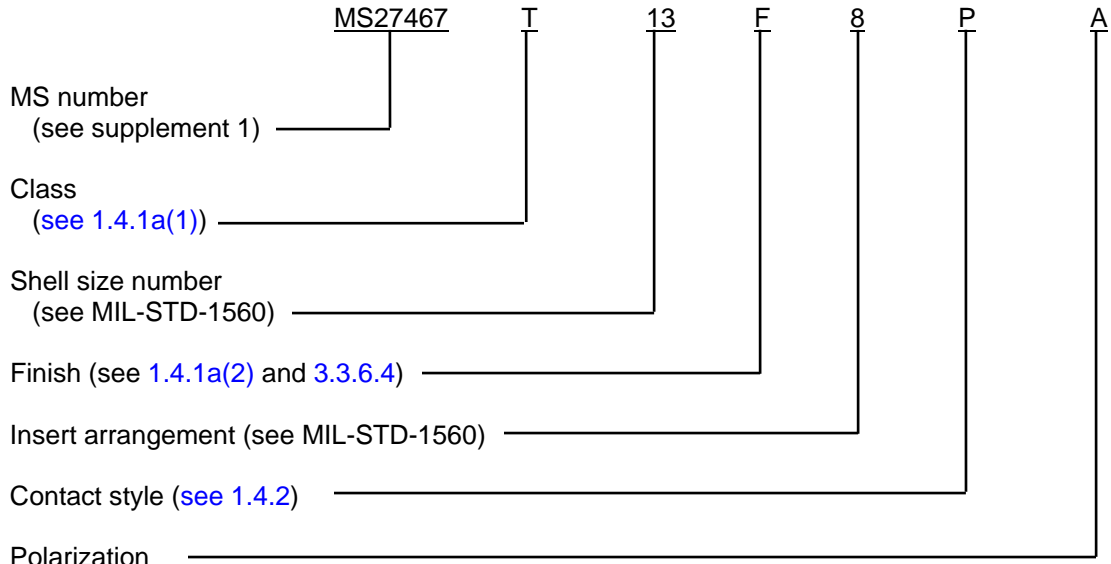 MS27467 T 13 F 8 P A
MS number
(see supplement 1)
Class
(see 1.4.1a(1))
Shell size number
(see MIL-STD-1560)
Finish (see 1.4.1a(2) and 3.3.6.4)
Insert arrangement (see MIL-STD-1560)
Contact style (see 1.4.2)
Polarization